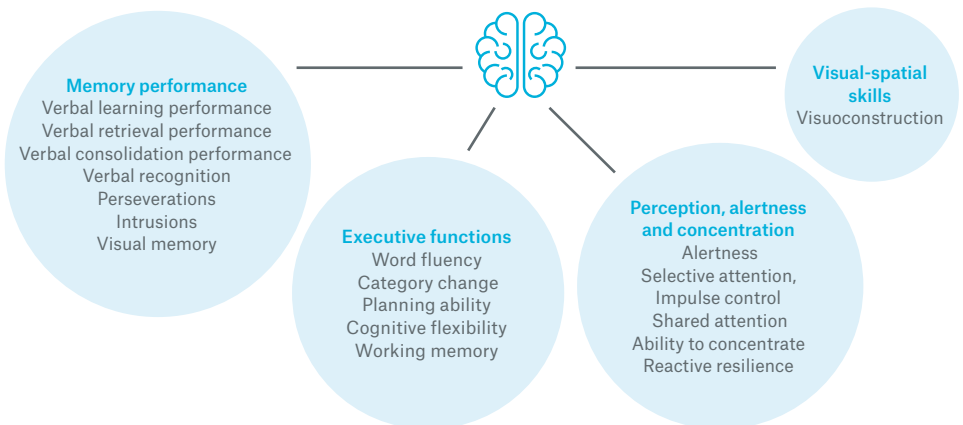 Memory performance
Verbal learning performance
Verbal retrieval performance
Verbal consolidation performance
Verbal recognition
Perseverations
Intrusions
Visual memory
Executive functions
Word fluency
Category change
Planning ability
Cognitive flexibility
Working memory
Perception, alertness
and concentration
Alertness
Selective attention,
Impulse control
Shared attention
Ability to concentrate
Reactive resilience
Visual-spatial
skills
Visuoconstruction